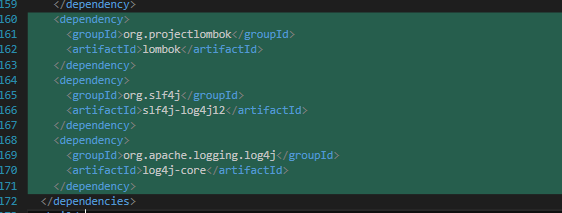 159 </dependency>
160 <dependency>
161 <groupId>org.projectlombok</groupId>
162 <artifactId>lombok</artifactId>
163 </dependency>
164 <dependency>
165 <groupId>org.slf4j</groupId>
166 <artifactId>slf4j-log4j12</artifactId>
167 </dependency>
168 <dependency>
169 <groupId>org.apache.logging.log4j</groupId>
170 <artifactId>log4j-core</artifactId>
171 </dependency>
172 </dependencies>